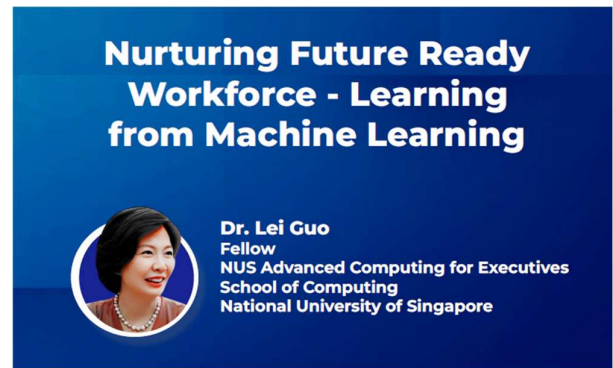 Nurturing Future Ready
Workforce - Learning
from Machine Learning
Dr. Lei Guo
Fellow
NUS Advanced Computing for Executives
School of Computing
National University of Singapore